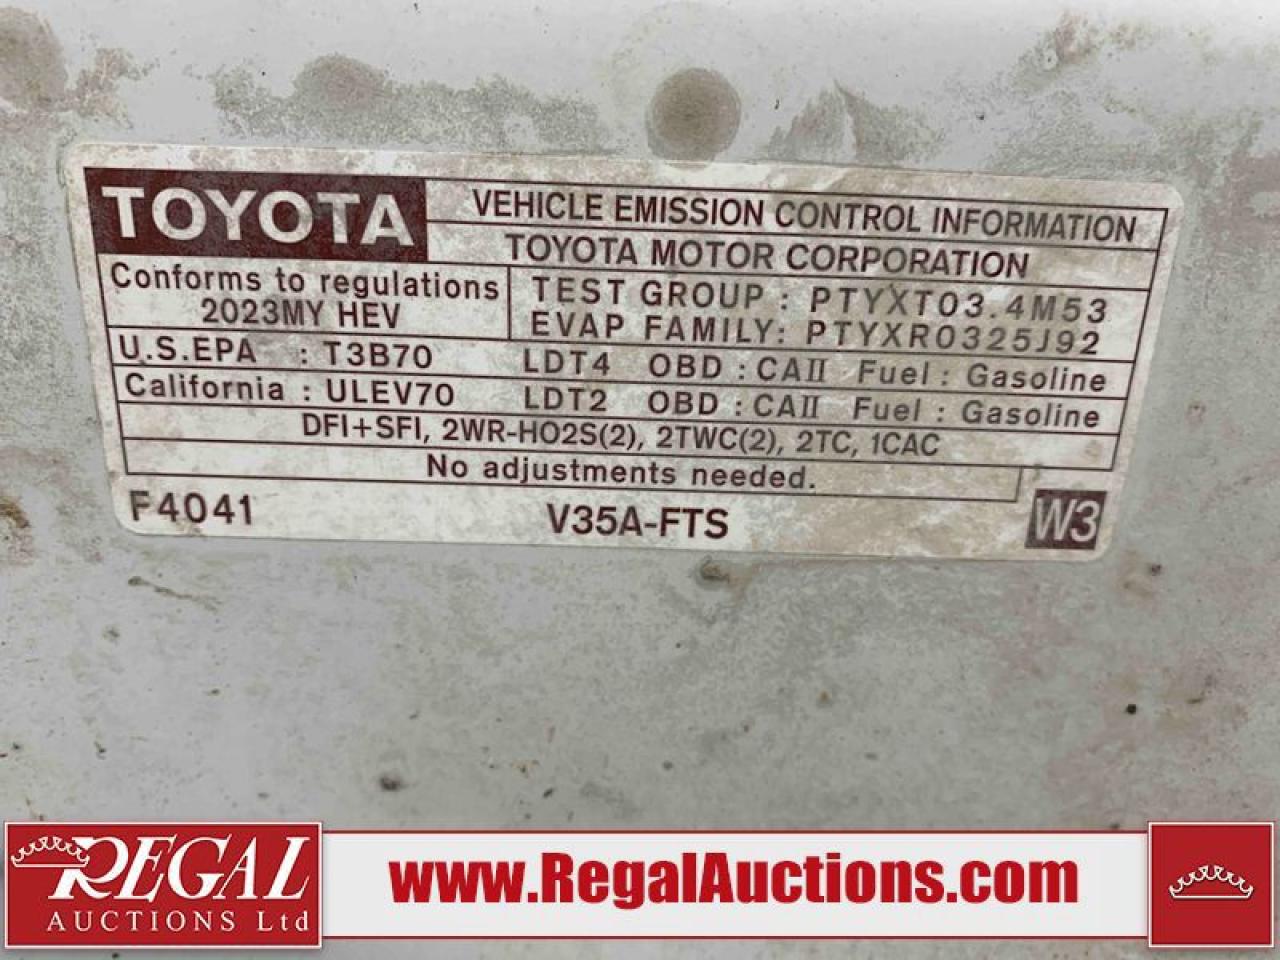 TOYOTA
VEHICLE EMISSION CONTROL INFORMATION
TOYOTA MOTOR CORPORATION
Conforms to regulations
2023MY HEV
TEST GROUP : PTYXT03.4M53
EVAP FAMILY: PTYXR0325J92
U.S.EPA : T3B70 LDT4 OBD : CAII Fuel : Gasoline
California : ULEV70 LDT2 OBD : CAII Fuel : Gasoline
DFI+SFI, 2WR-HO2S(2), 2TWC(2), 2TC, 1CAC
No adjustments needed.
F4041 V35A-FTS W3
REGAL
AUCTIONS Ltd
www.RegalAuctions.com